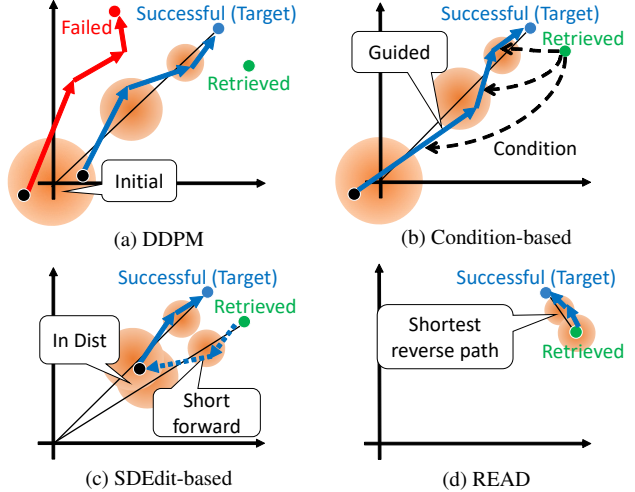 Failed
Successful (Target)
Retrieved
Initial
(a) DDPM
Successful (Target)
Retrieved
Guided
Condition
(b) Condition-based
Successful (Target)
Retrieved
In Dist
Short
forward
(c) SDEdit-based
Successful (Target)
Shortest
reverse path
Retrieved
(d) READ